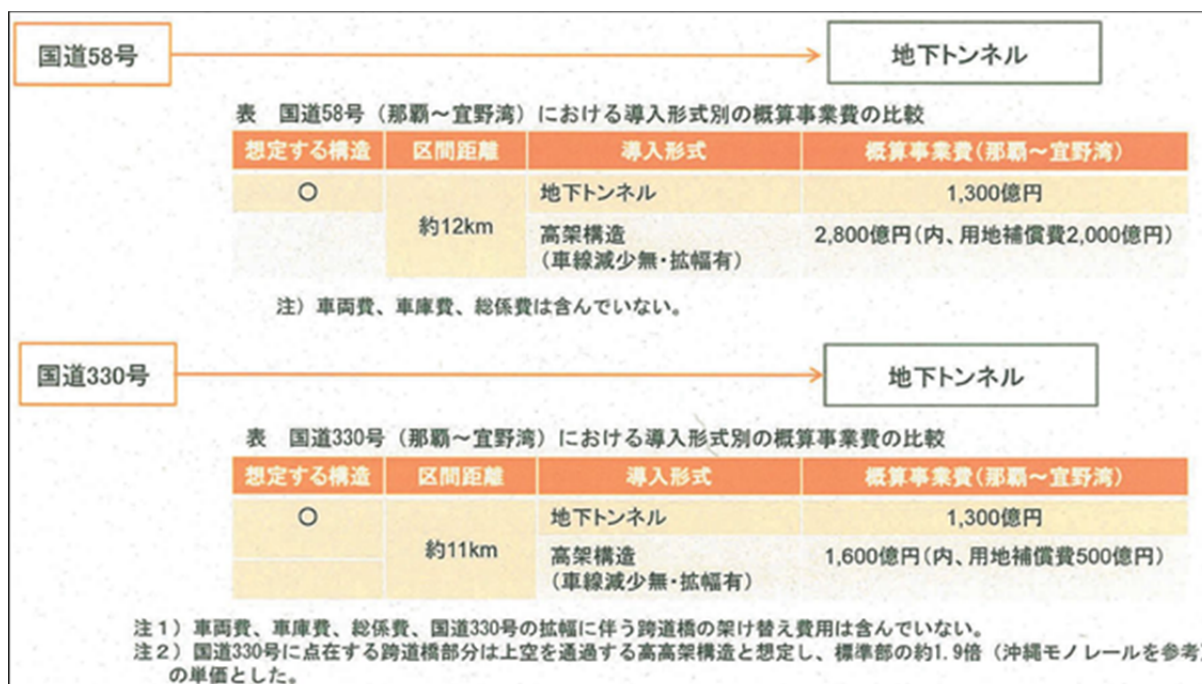 国道58号
地下トンネル
表　国道58号（那覇～宜野湾）における導入形式別の概算事業費の比較
想定する構造 区間距離 導入形式 概算事業費(那覇～宜野湾)
〇 地下トンネル 1,300億円
約12km
高架構造 2,800億円(内、用地補償費2,000億円)
(車線減少無・拡幅有)
注）車両費、車庫費、総係費は含んでいない。
国道330号
地下トンネル
表　国道330号（那覇～宜野湾）における導入形式別の概算事業費の比較
想定する構造 区間距離 導入形式 概算事業費(那覇～宜野湾)
〇 地下トンネル 1,300億円
約11km
高架構造 1,600億円(内、用地補償費500億円)
(車線減少無・拡幅有)
注１）車両費、車庫費、総係費、国道330号の拡幅に伴う跨道橋の架け替え費用は含んでいない。
注２）国道330号に点在する跨道橋部分は上空を通過する高高架構造と想定し、標準部の約1.9倍（沖縄モノレールを参考）
の単価とした。